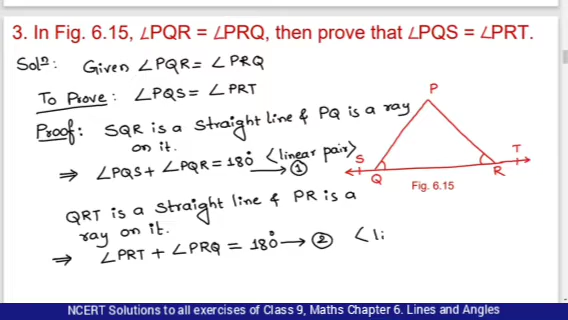 3. In Fig. 6.15, ∠PQR = ∠PRQ, then prove that ∠PQS = ∠PRT.
Solⁿ: Given ∠PQR = ∠PRQ
To Prove: ∠PQS = ∠PRT
Proof: SQR is a straight line & PQ is a ray
on it.
⇒ ∠PQS + ∠PQR = 180° <linear pair>
→ ①
QRT is a straight line & PR is a
ray on it.
⇒ ∠PRT + ∠PRQ = 180° → ② <li
P
S
Q
R
T
Fig. 6.15
NCERT Solutions to all exercises of Class 9, Maths Chapter 6. Lines and Angles